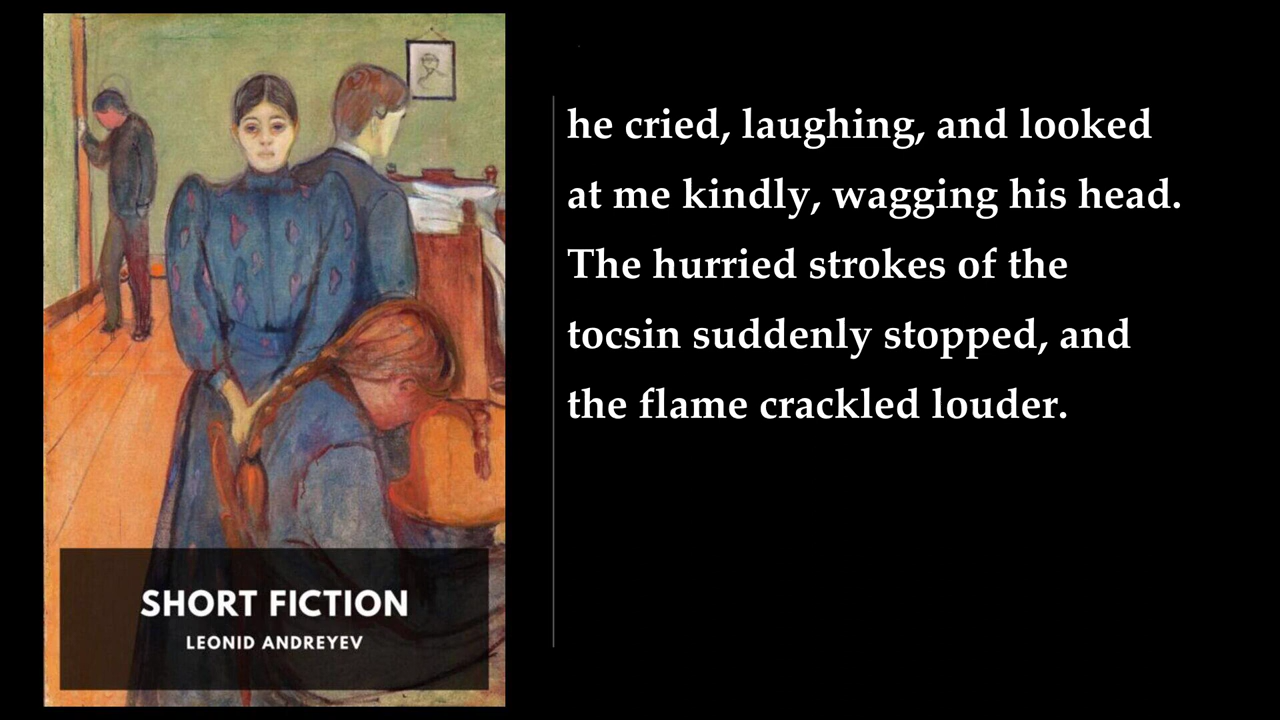 SHORT FICTION
LEONID ANDREYEV
he cried, laughing, and looked
at me kindly, wagging his head.
The hurried strokes of the
tocsin suddenly stopped, and
the flame crackled louder.